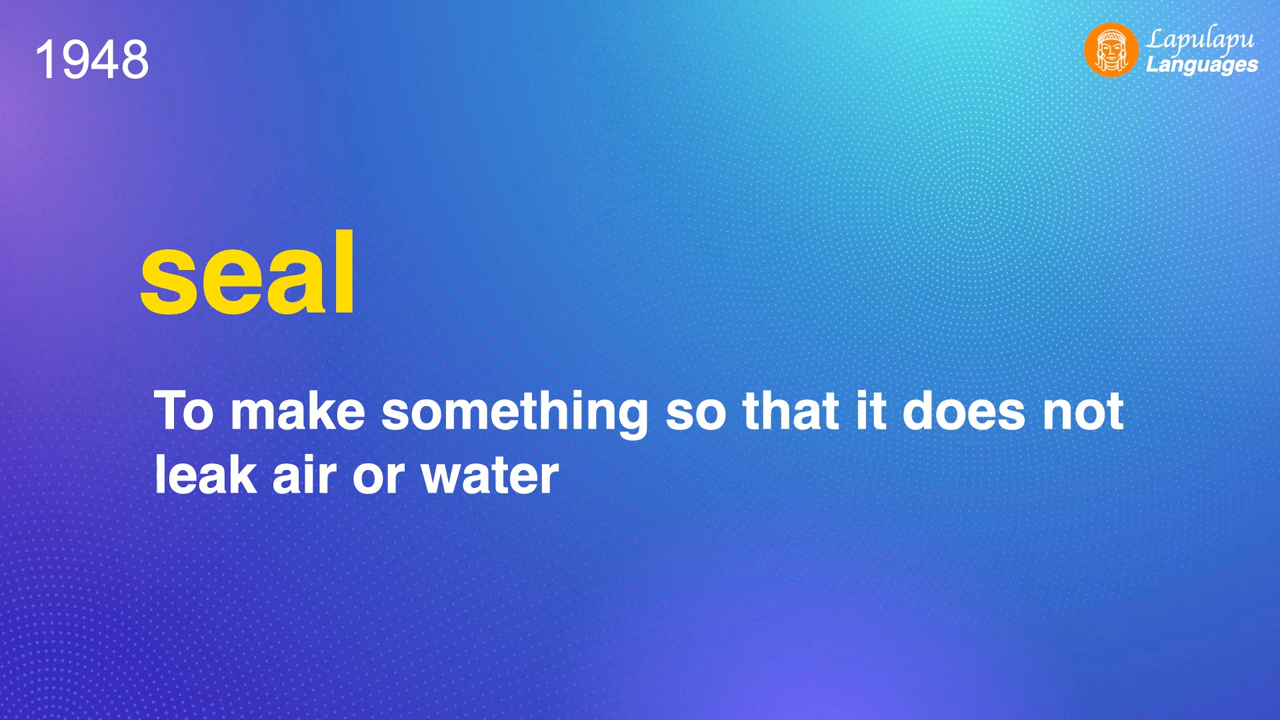 1948
Lapulapu
Languages
seal
To make something so that it does not
leak air or water